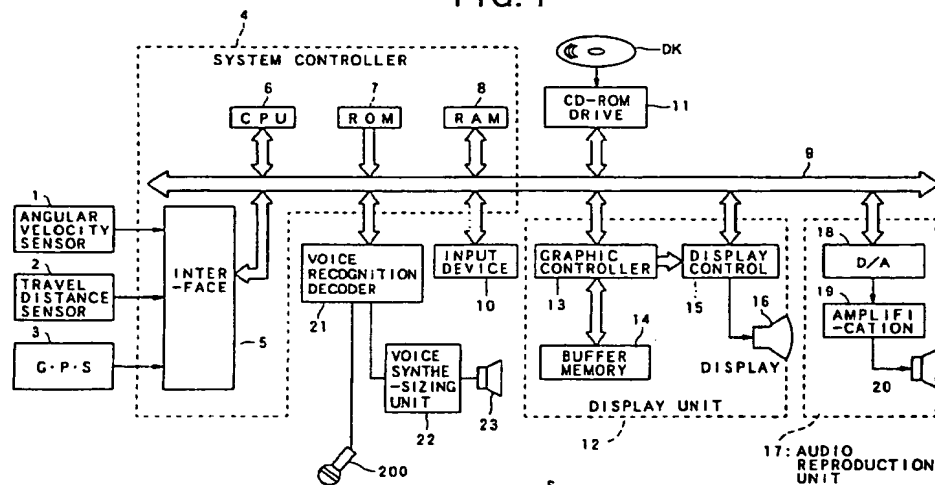 4
SYSTEM CONTROLLER
DK
6
7
8
CPU
ROM
RAM
CD-ROM
DRIVE
11
9
1
ANGULAR
VELOCITY
SENSOR
2
TRAVEL
DISTANCE
SENSOR
3
G·P·S
INTER
-FACE
5
VOICE
RECOGNITION
DECODER
21
INPUT
DEVICE
10
GRAPHIC
CONTROLLER
13
DISPLAY
CONTROL
15
16
DISPLAY
14
BUFFER
MEMORY
DISPLAY UNIT
12
18
D/A
19
AMPLIFI
-CATION
20
VOICE
SYNTHE
-SIZING
UNIT
22
23
200
17: AUDIO
REPRODUCTION
UNIT